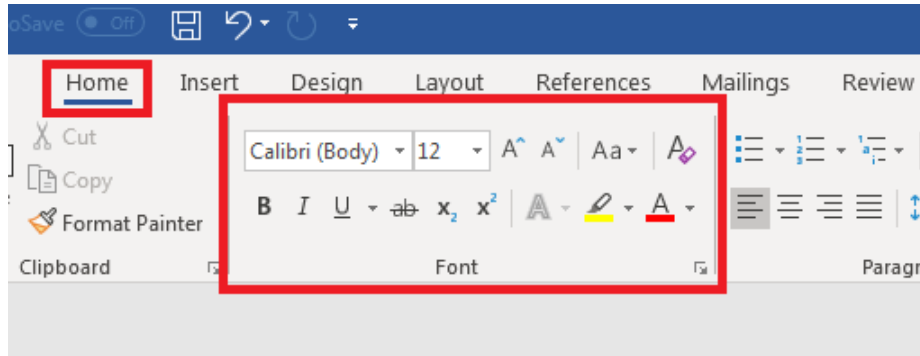 oSave Off
Home Insert Design Layout References Mailings Review
Cut
Calibri (Body) 12 A A Aa A
Copy
B I U ab x₂ x² A A
Format Painter
Clipboard Font Paragr